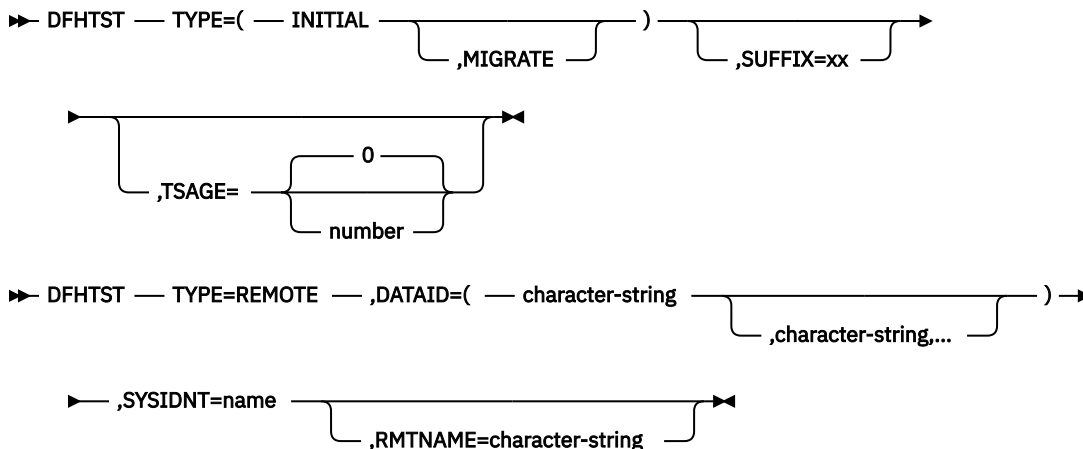 DFHTST TYPE=( INITIAL ,MIGRATE ) ,SUFFIX=xx
,TSAGE= 0 number
DFHTST TYPE=REMOTE ,DATAID=( character-string ,character-string,... )
,SYSIDNT=name ,RMTNAME=character-string